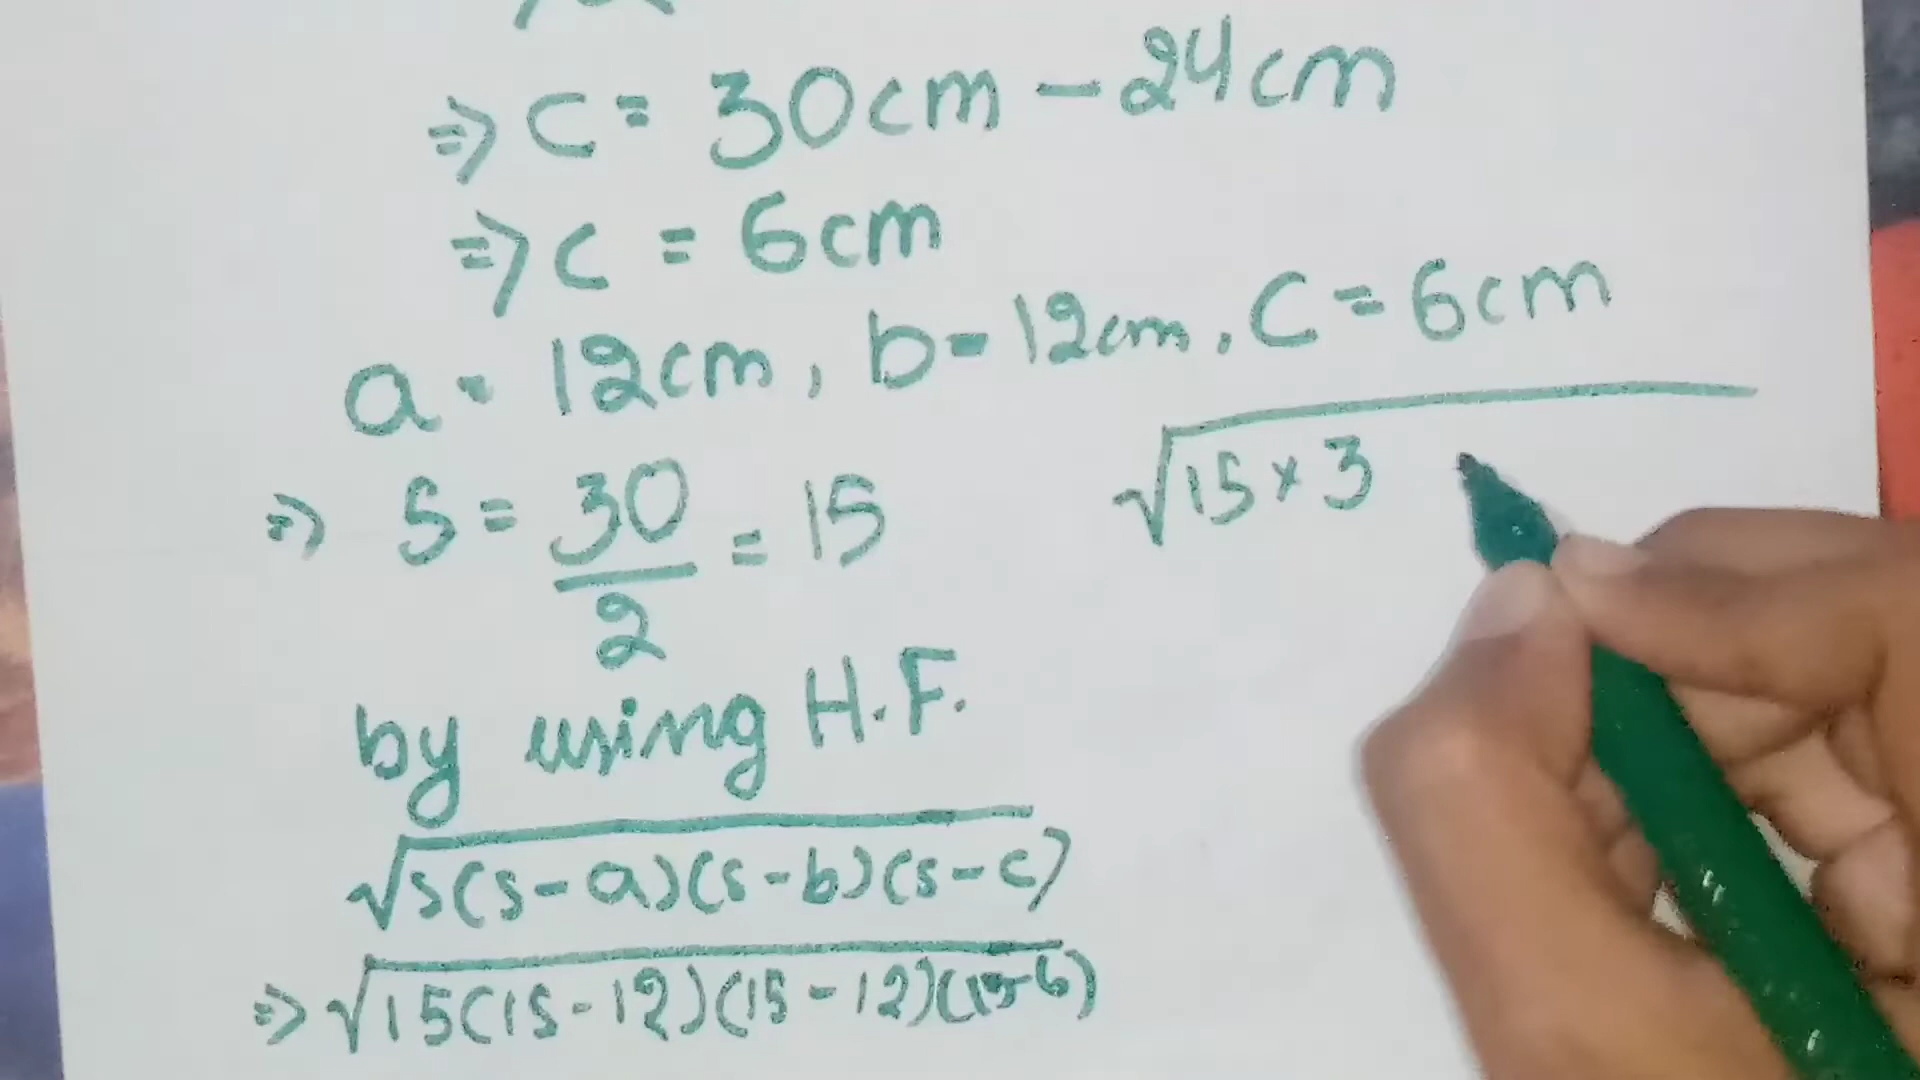 ⇒ C = 30cm - 24cm
⇒ C = 6cm
a = 12cm, b = 12cm, C = 6cm
⇒ S = 30/2 = 15
√15 × 3
by using H.F.
√s(s-a)(s-b)(s-c)
⇒ √15(15-12)(15-12)(15-6)